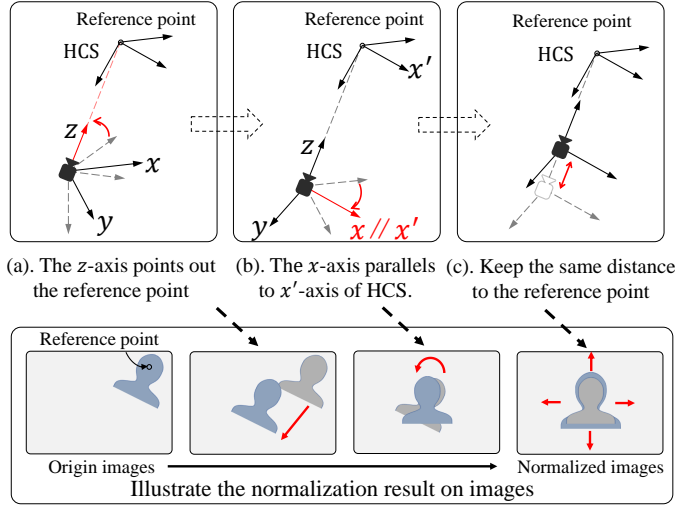 Reference point
HCS
z
x
y
Reference point
HCS
x′
z
y
x // x′
Reference point
HCS
(a). The z-axis points out
the reference point
(b). The x-axis parallels
to x′-axis of HCS.
(c). Keep the same distance
to the reference point
Reference point
Origin images
Normalized images
Illustrate the normalization result on images